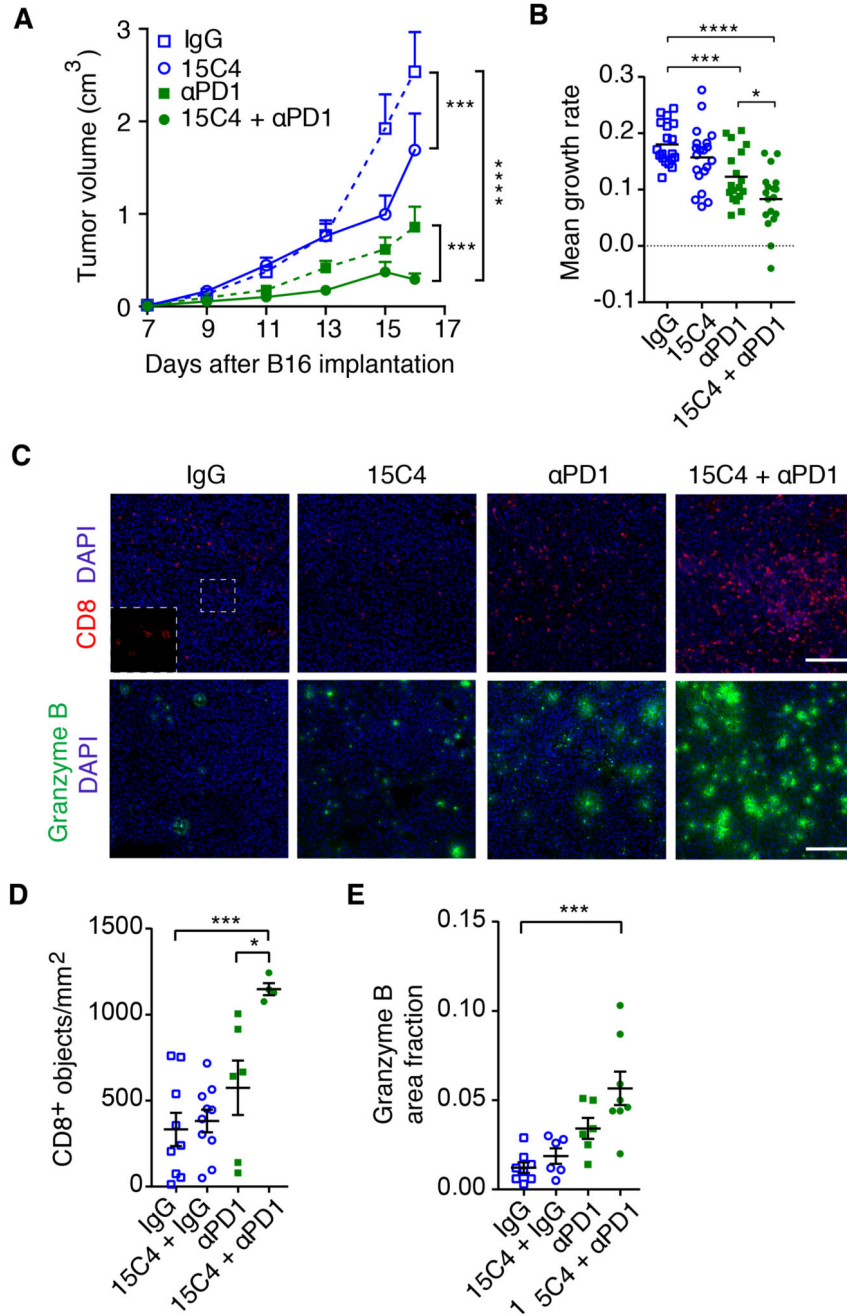 A
Tumor volume (cm3)
3
2
1
0
IgG
15C4
αPD1
15C4 + αPD1
***
***
****
7 9 11 13 15 17
Days after B16 implantation
B
Mean growth rate
0.3
0.2
0.1
0.0
-0.1
****
***
*
IgG
15C4
αPD1
15C4 + αPD1
C
IgG 15C4 αPD1 15C4 + αPD1
CD8 DAPI
Granzyme B
DAPI
D
CD8+ objects/mm2
1500
1000
500
0
***
*
IgG
15C4 + IgG
αPD1
15C4 + αPD1
E
Granzyme B
area fraction
0.15
0.10
0.05
0.00
***
IgG
15C4 + IgG
αPD1
1 5C4 + αPD1